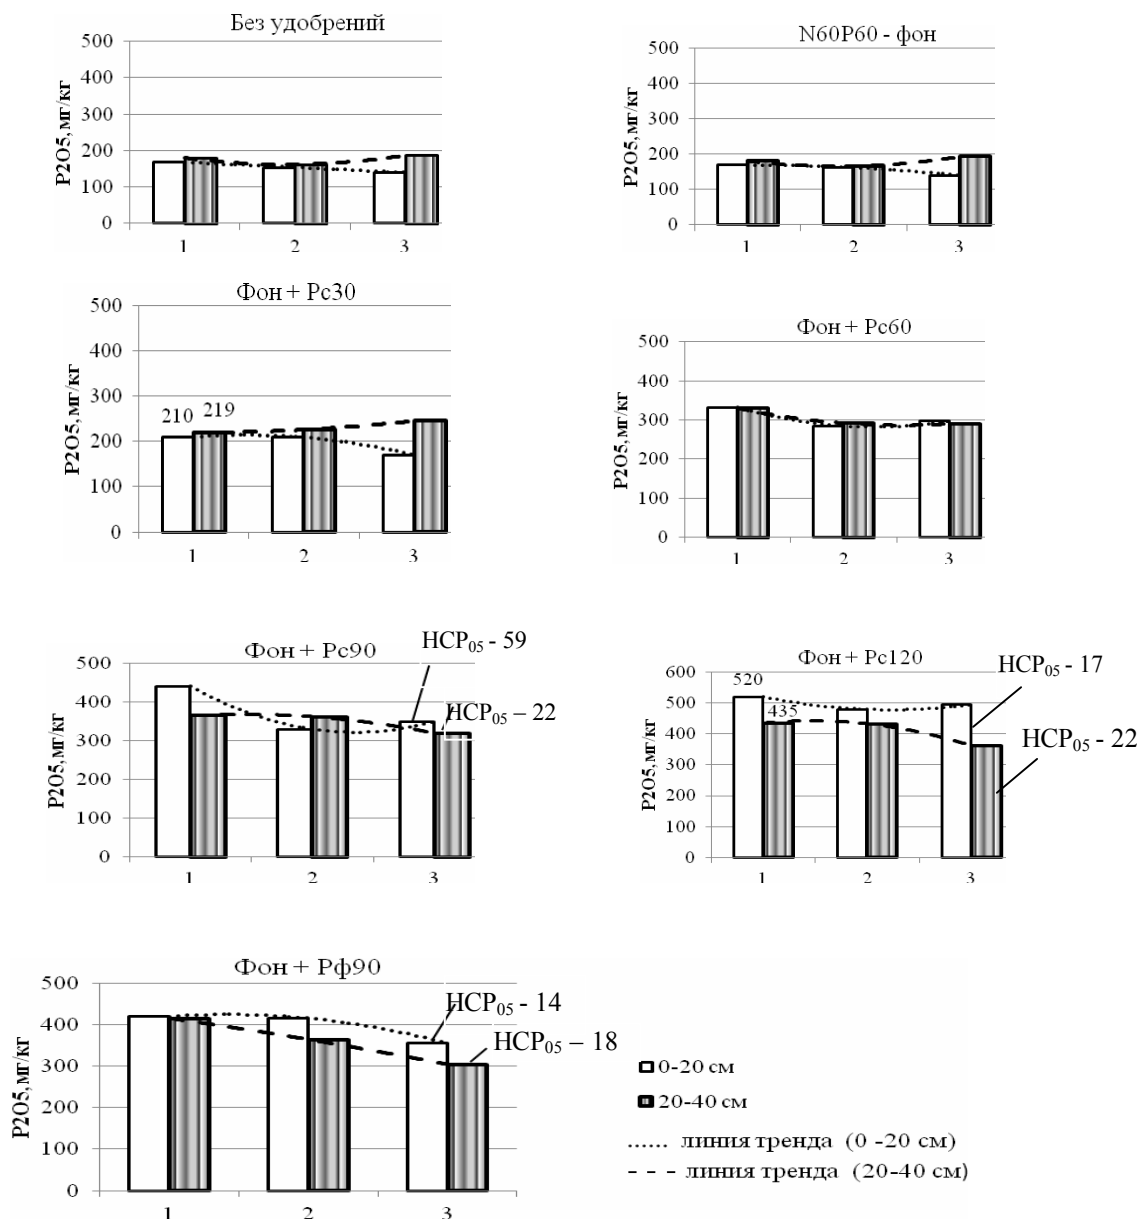 Без удобрений
P2O5,мг/кг
500
400
300
200
100
0
1 2 3
N60P60 - фон
P2O5,мг/кг
500
400
300
200
100
0
1 2 3
Фон + Рс30
P2O5,мг/кг
500
400
300
200
100
0
210 219
1 2 3
Фон + Рс60
P2O5,мг/кг
500
400
300
200
100
0
1 2 3
Фон + Рс90
P2O5,мг/кг
500
400
300
200
100
0
НСР₀₅ - 59
НСР₀₅ – 22
1 2 3
Фон + Рс120
P2O5,мг/кг
600
500
400
300
200
100
0
520
435
НСР₀₅ - 17
НСР₀₅ - 22
1 2 3
Фон + Рф90
P2O5,мг/кг
500
400
300
200
100
0
НСР₀₅ - 14
НСР₀₅ – 18
1 2 3
0-20 см
20-40 см
линия тренда (0 -20 см)
линия тренда (20-40 см)